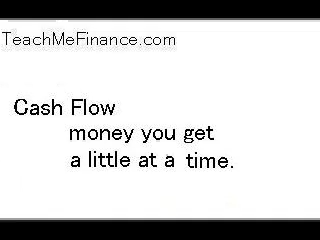 TeachMeFinance.com
Cash Flow
money you get
a little at a time.